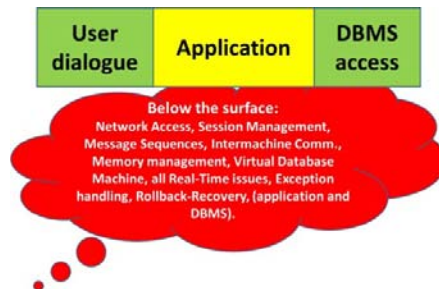 User
dialogue
Application
DBMS
access
Below the surface:
Network Access, Session Management,
Message Sequences, Intermachine Comm.,
Memory management, Virtual Database
Machine, all Real-Time issues, Exception
handling, Rollback-Recovery, (application and
DBMS).